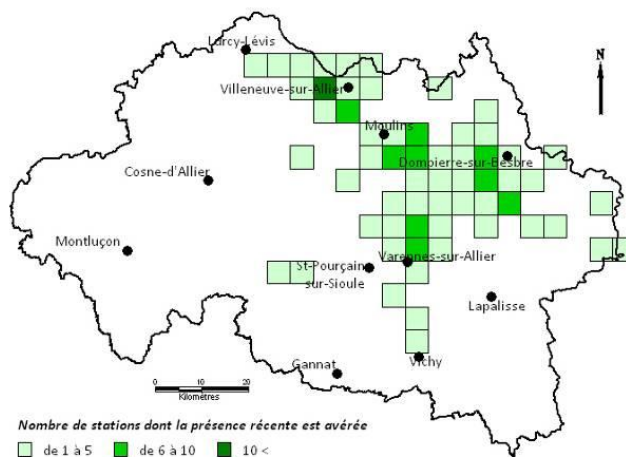 Lurcy-Lévis
N
Villeneuve-sur-Allier
Moulins
Dompierre-sur-Besbre
Cosne-d'Allier
Montluçon
Varennes-sur-Allier
St-Pourçain
sur-Sioule
Lapalisse
Gannat
Vichy
0 10 20
Kilomètres
Nombre de stations dont la présence récente est avérée
de 1 à 5 de 6 à 10 10 <